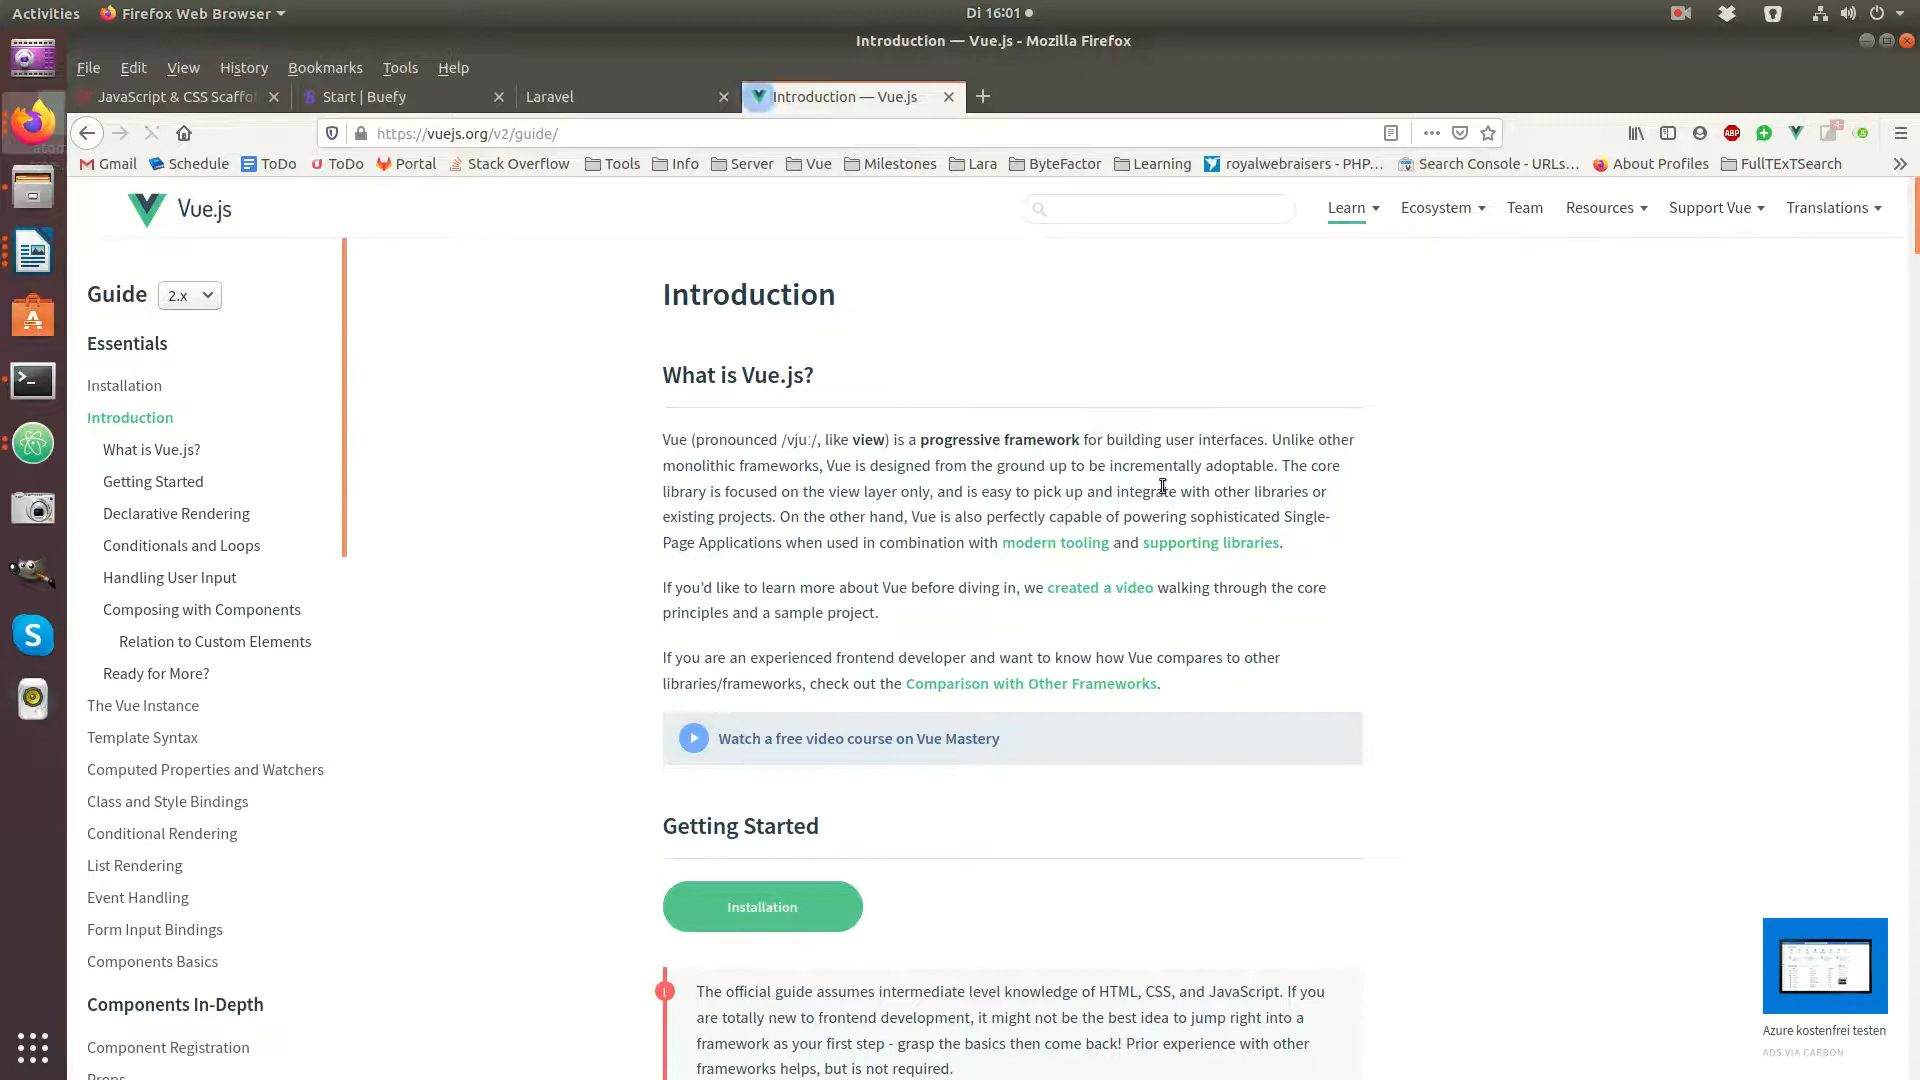 Activities Firefox Web Browser Di 16:01
Introduction — Vue.js - Mozilla Firefox
File Edit View History Bookmarks Tools Help
JavaScript & CSS Scaffo Start | Buefy Laravel Introduction — Vue.js
https://vuejs.org/v2/guide/
Gmail Schedule ToDo ToDo Portal Stack Overflow Tools Info Server Vue Milestones Lara ByteFactor Learning royalwebraisers - PHP… Search Console - URLs… About Profiles FullTExTSearch
Vue.js
Learn Ecosystem Team Resources Support Vue Translations
Guide 2.x
Essentials
Installation
Introduction
What is Vue.js?
Getting Started
Declarative Rendering
Conditionals and Loops
Handling User Input
Composing with Components
Relation to Custom Elements
Ready for More?
The Vue Instance
Template Syntax
Computed Properties and Watchers
Class and Style Bindings
Conditional Rendering
List Rendering
Event Handling
Form Input Bindings
Components Basics
Components In-Depth
Component Registration
Props
Introduction
What is Vue.js?
Vue (pronounced /vjuː/, like view) is a progressive framework for building user interfaces. Unlike other
monolithic frameworks, Vue is designed from the ground up to be incrementally adoptable. The core
library is focused on the view layer only, and is easy to pick up and integrate with other libraries or
existing projects. On the other hand, Vue is also perfectly capable of powering sophisticated Single-
Page Applications when used in combination with modern tooling and supporting libraries.
If you’d like to learn more about Vue before diving in, we created a video walking through the core
principles and a sample project.
If you are an experienced frontend developer and want to know how Vue compares to other
libraries/frameworks, check out the Comparison with Other Frameworks.
Watch a free video course on Vue Mastery
Getting Started
Installation
The official guide assumes intermediate level knowledge of HTML, CSS, and JavaScript. If you
are totally new to frontend development, it might not be the best idea to jump right into a
framework as your first step - grasp the basics then come back! Prior experience with other
frameworks helps, but is not required.
Azure kostenfrei testen
ADS VIA CARBON